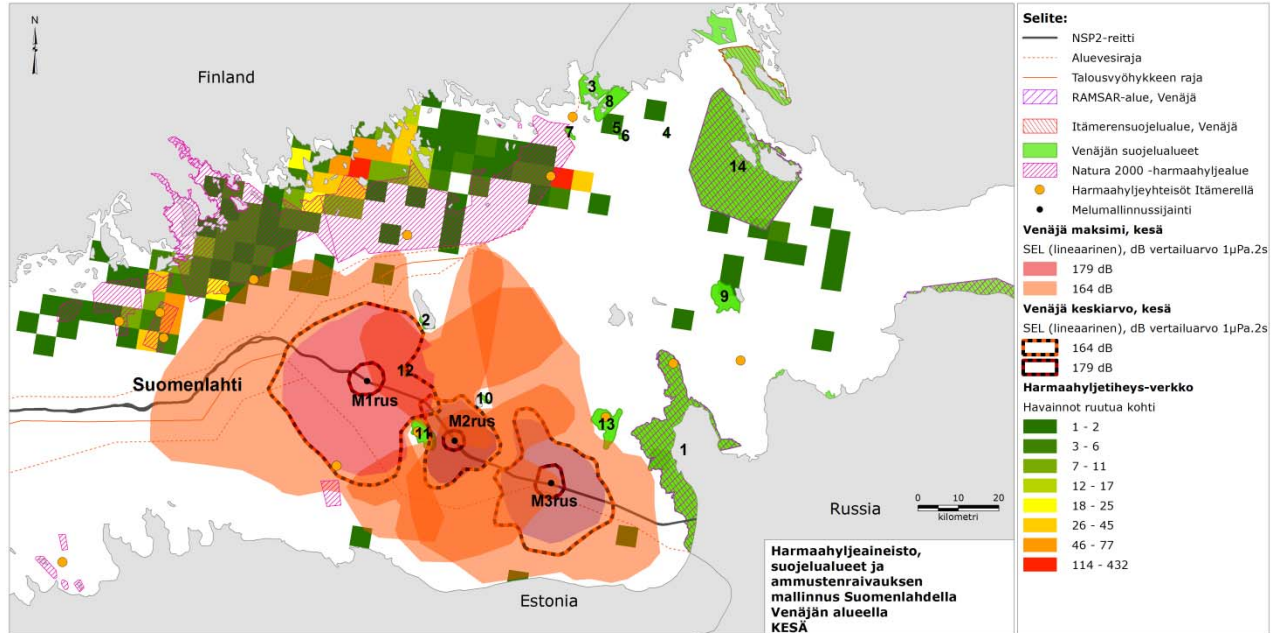 N
Finland
3
8
5
6
7
4
14
9
2
12
Suomenlahti
M1rus
10
M2rus
11
13
1
M3rus
Russia
0 10 20
kilometri
Estonia
Harmaahyljeaineisto,
suojelualueet ja
ammustenraivauksen
mallinnus Suomenlahdella
Venäjän alueella
KESÄ
Selite:
NSP2-reitti
Aluevesiraja
Talousvyöhykkeen raja
RAMSAR-alue, Venäjä
Itämerensuojelualue, Venäjä
Venäjän suojelualueet
Natura 2000 -harmaahyljealue
Harmaahyljeyhteisöt Itämerellä
Melumallinnussijainti
Venäjä maksimi, kesä
SEL (lineaarinen), dB vertailuarvo 1µPa.2s
179 dB
164 dB
Venäjä keskiarvo, kesä
SEL (lineaarinen), dB vertailuarvo 1µPa.2s
164 dB
179 dB
Harmaahyljetiheys-verkko
Havainnot ruutua kohti
1 - 2
3 - 6
7 - 11
12 - 17
18 - 25
26 - 45
46 - 77
114 - 432